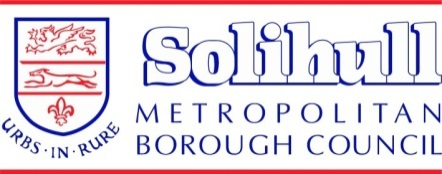 Solihull
METROPOLITAN
BOROUGH COUNCIL
URBS·IN·RURE